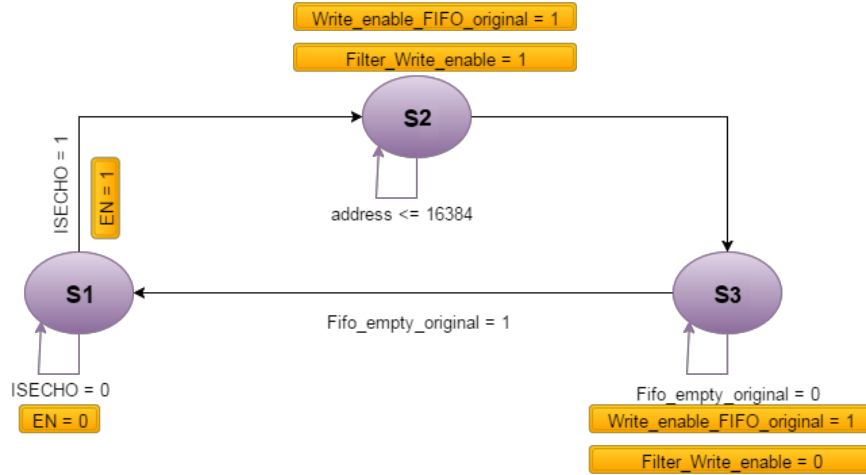 Write_enable_FIFO_original = 1
Filter_Write_enable = 1
S2
ISECHO = 1
EN = 1
address <= 16384
S1
S3
Fifo_empty_original = 1
ISECHO = 0
EN = 0
Fifo_empty_original = 0
Write_enable_FIFO_original = 1
Filter_Write_enable = 0